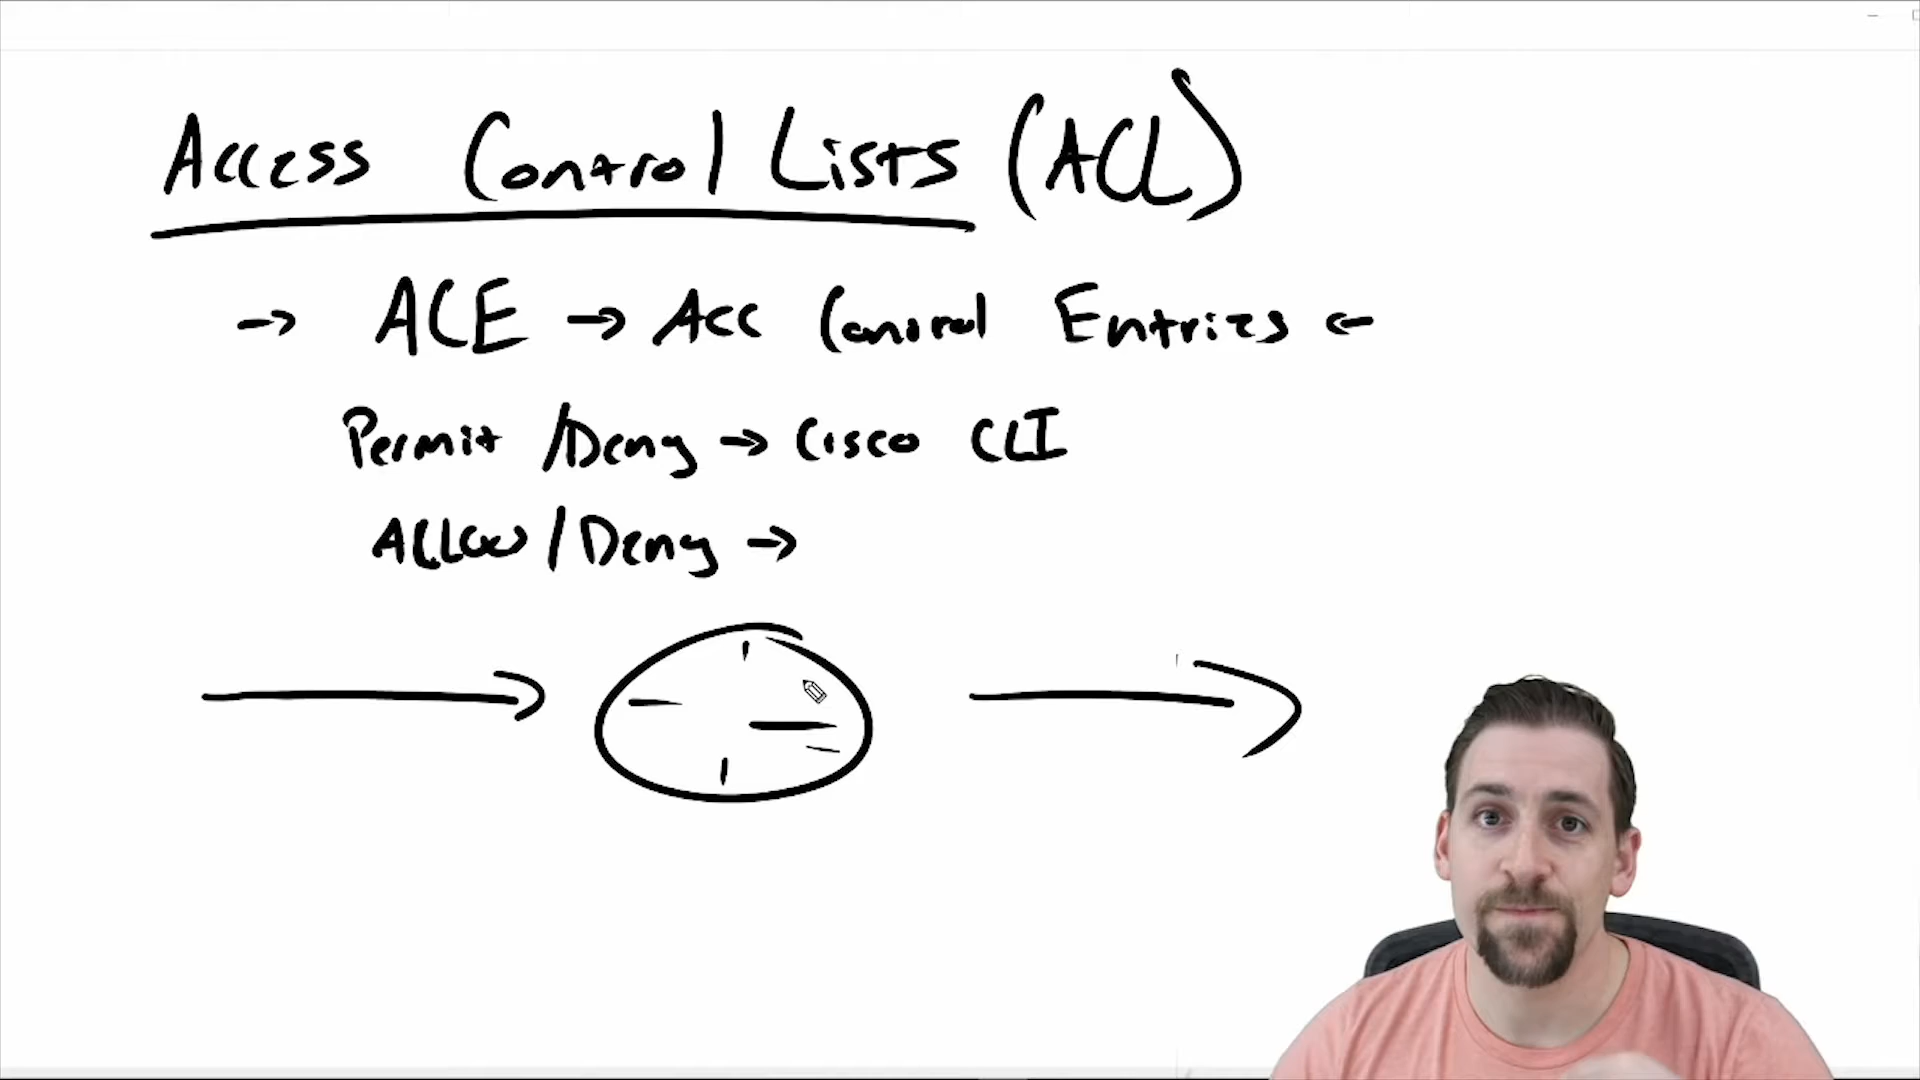 Access Control Lists (ACL)
→ ACE → Acc Control Entries ←
Permit /Deny → Cisco CLI
Allow / Deny →